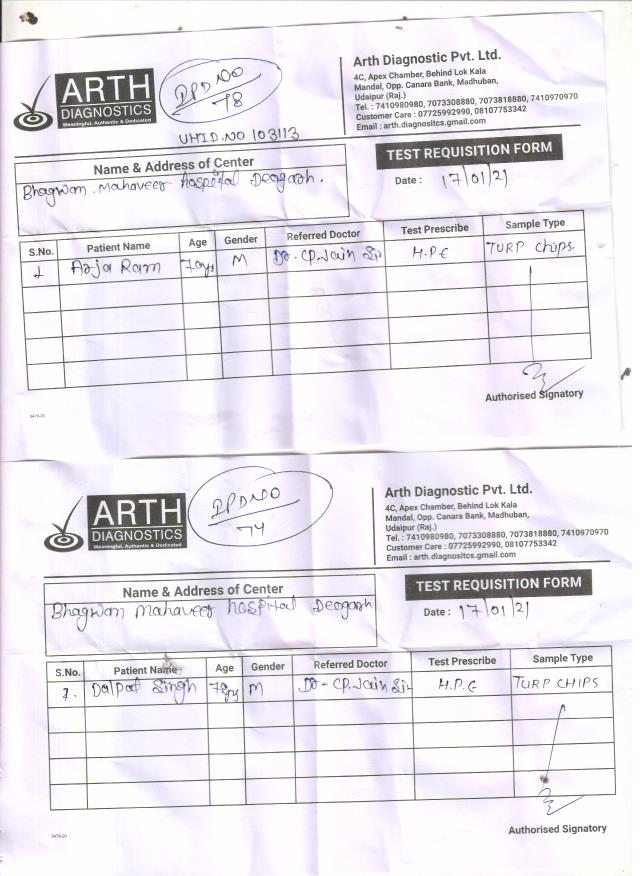 ARTH
DIAGNOSTICS
Meaningful, Authentic & Dedicated
IPD NO
78
UHID.NO 103113
Arth Diagnostic Pvt. Ltd.
4C, Apex Chamber, Behind Lok Kala
Mandal, Opp. Canara Bank, Madhuban,
Udaipur (Raj.)
Tel. : 7410980980, 7073308880, 7073818880, 7410970970
Customer Care : 07725992990, 08107753342
Email : arth.diagnositcs.gmail.com
TEST REQUISITION FORM
Date : 17/01/21
Name & Address of Center
Bhagwan Mahaveer hospital Deogarh.
S.No. Patient Name Age Gender Referred Doctor Test Prescribe Sample Type
1 Arja Ram M Dr. CP.Jain Sir H.P.E TURP Chips.
Authorised Signatory
5478-20
ARTH
DIAGNOSTICS
Meaningful, Authentic & Dedicated
IPD NO
74
Arth Diagnostic Pvt. Ltd.
4C, Apex Chamber, Behind Lok Kala
Mandal, Opp. Canara Bank, Madhuban,
Udaipur (Raj.)
Tel. : 7410980980, 7073308880, 7073818880, 7410970970
Customer Care : 07725992990, 08107753342
Email : arth.diagnositcs.gmail.com
TEST REQUISITION FORM
Date : 17/01/21
Name & Address of Center
Bhagwan Mahaveer hospital Deogarh
S.No. Patient Name Age Gender Referred Doctor Test Prescribe Sample Type
1. Dalpat Singh M Dr - CP.Jain Sir H.P.E TURP CHIPS
Authorised Signatory
5478-20